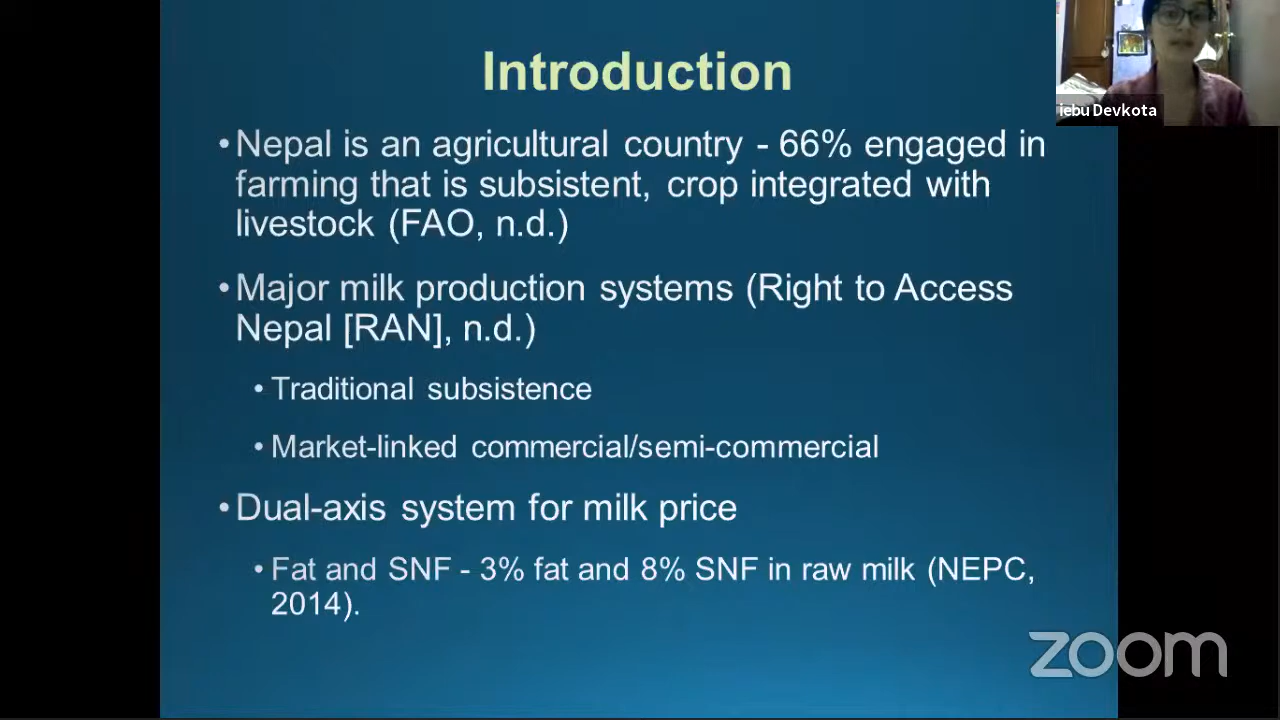 Introduction
iebu Devkota
•Nepal is an agricultural country - 66% engaged in
farming that is subsistent, crop integrated with
livestock (FAO, n.d.)
•Major milk production systems (Right to Access
Nepal [RAN], n.d.)
•Traditional subsistence
•Market-linked commercial/semi-commercial
•Dual-axis system for milk price
•Fat and SNF - 3% fat and 8% SNF in raw milk (NEPC,
2014).
zoom